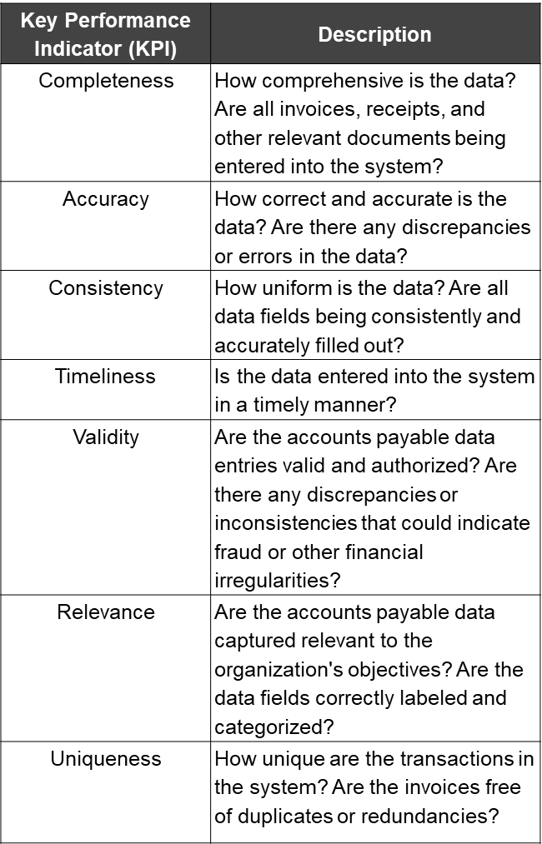 Key Performance
Indicator (KPI)
Description
Completeness
How comprehensive is the data?
Are all invoices, receipts, and
other relevant documents being
entered into the system?
Accuracy
How correct and accurate is the
data? Are there any discrepancies
or errors in the data?
Consistency
How uniform is the data? Are all
data fields being consistently and
accurately filled out?
Timeliness
Is the data entered into the system
in a timely manner?
Validity
Are the accounts payable data
entries valid and authorized? Are
there any discrepancies or
inconsistencies that could indicate
fraud or other financial
irregularities?
Relevance
Are the accounts payable data
captured relevant to the
organization's objectives? Are the
data fields correctly labeled and
categorized?
Uniqueness
How unique are the transactions in
the system? Are the invoices free
of duplicates or redundancies?